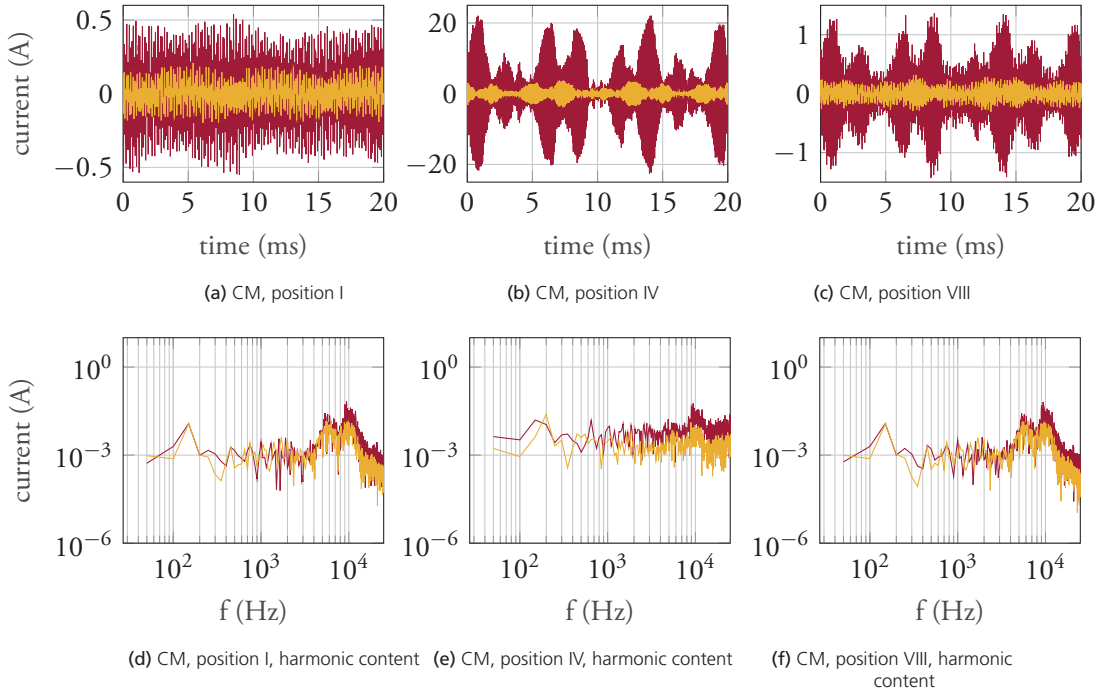 current (A)
0.5
0
−0.5
0 5 10 15 20
time (ms)
(a) CM, position I
20
0
−20
0 5 10 15 20
time (ms)
(b) CM, position IV
1
0
−1
0 5 10 15 20
time (ms)
(c) CM, position VIII
current (A)
10^0
10^−3
10^−6
10^2 10^3 10^4
f (Hz)
(d) CM, position I, harmonic content
10^0
10^−3
10^−6
10^2 10^3 10^4
f (Hz)
(e) CM, position IV, harmonic content
10^0
10^−3
10^−6
10^2 10^3 10^4
f (Hz)
(f) CM, position VIII, harmonic
content